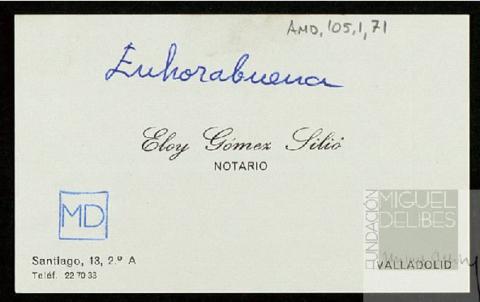 AMD, 105, 1, 71
Enhorabuena
Eloy Gómez Silió
NOTARIO
MD
Santiago, 13, 2.º A
Teléf. 22 70 33
FUNDACIÓN
MIGUEL
DELIBES
VALLADOLID